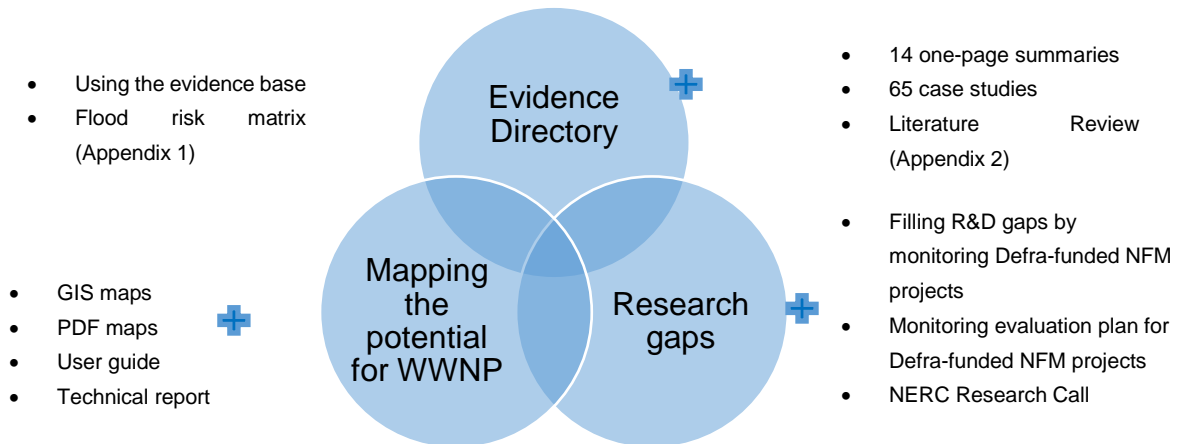 • Using the evidence base
• Flood risk matrix
(Appendix 1)
Evidence
Directory
• 14 one-page summaries
• 65 case studies
• Literature Review
(Appendix 2)
• GIS maps
• PDF maps
• User guide
• Technical report
Mapping
the
potential
for WWNP
Research
gaps
• Filling R&D gaps by
monitoring Defra-funded NFM
projects
• Monitoring evaluation plan for
Defra-funded NFM projects
• NERC Research Call